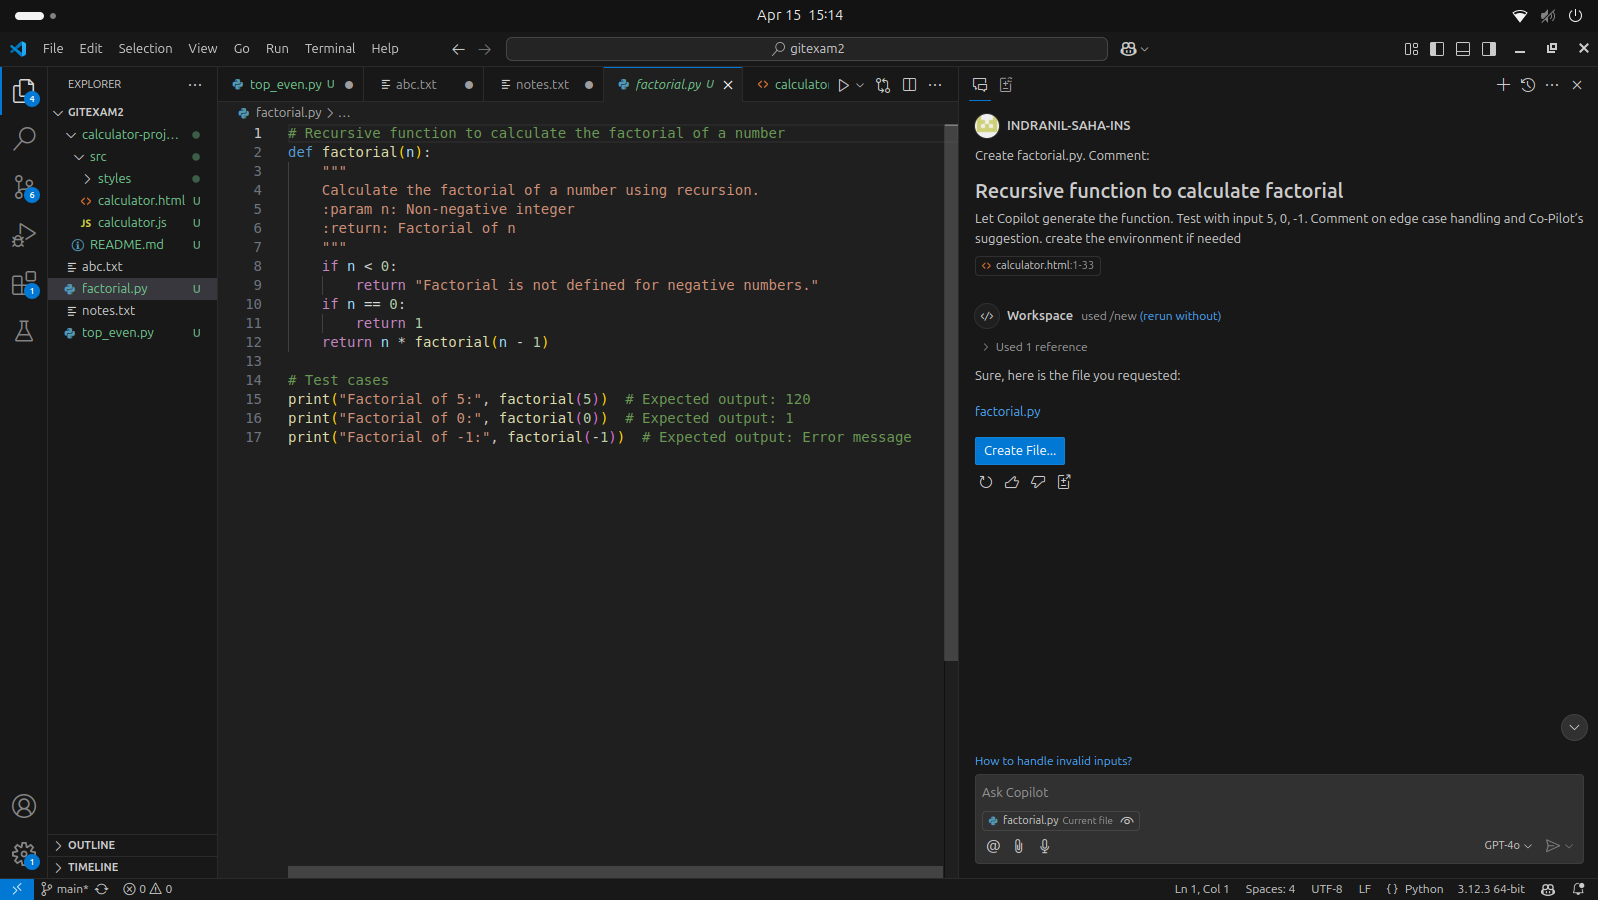 Apr 15 15:14
File Edit Selection View Go Run Terminal Help
gitexam2
EXPLORER
GITEXAM2
calculator-proj...
src
styles
calculator.html U
JS calculator.js U
README.md U
abc.txt
factorial.py U
notes.txt
top_even.py U
OUTLINE
TIMELINE
4
6
1
1
top_even.py U
abc.txt
notes.txt
factorial.py U
calculator
factorial.py > ...
1 # Recursive function to calculate the factorial of a number
2 def factorial(n):
3 """
4 Calculate the factorial of a number using recursion.
5 :param n: Non-negative integer
6 :return: Factorial of n
7 """
8 if n < 0:
9 return "Factorial is not defined for negative numbers."
10 if n == 0:
11 return 1
12 return n * factorial(n - 1)
13
14 # Test cases
15 print("Factorial of 5:", factorial(5)) # Expected output: 120
16 print("Factorial of 0:", factorial(0)) # Expected output: 1
17 print("Factorial of -1:", factorial(-1)) # Expected output: Error message
INDRANIL-SAHA-INS
Create factorial.py. Comment:
Recursive function to calculate factorial
Let Copilot generate the function. Test with input 5, 0, -1. Comment on edge case handling and Co-Pilot's
suggestion. create the environment if needed
calculator.html:1-33
Workspace used /new (rerun without)
Used 1 reference
Sure, here is the file you requested:
factorial.py
Create File...
How to handle invalid inputs?
Ask Copilot
factorial.py Current file
@
GPT-4o
main* 0 0
Ln 1, Col 1 Spaces: 4 UTF-8 LF {} Python 3.12.3 64-bit